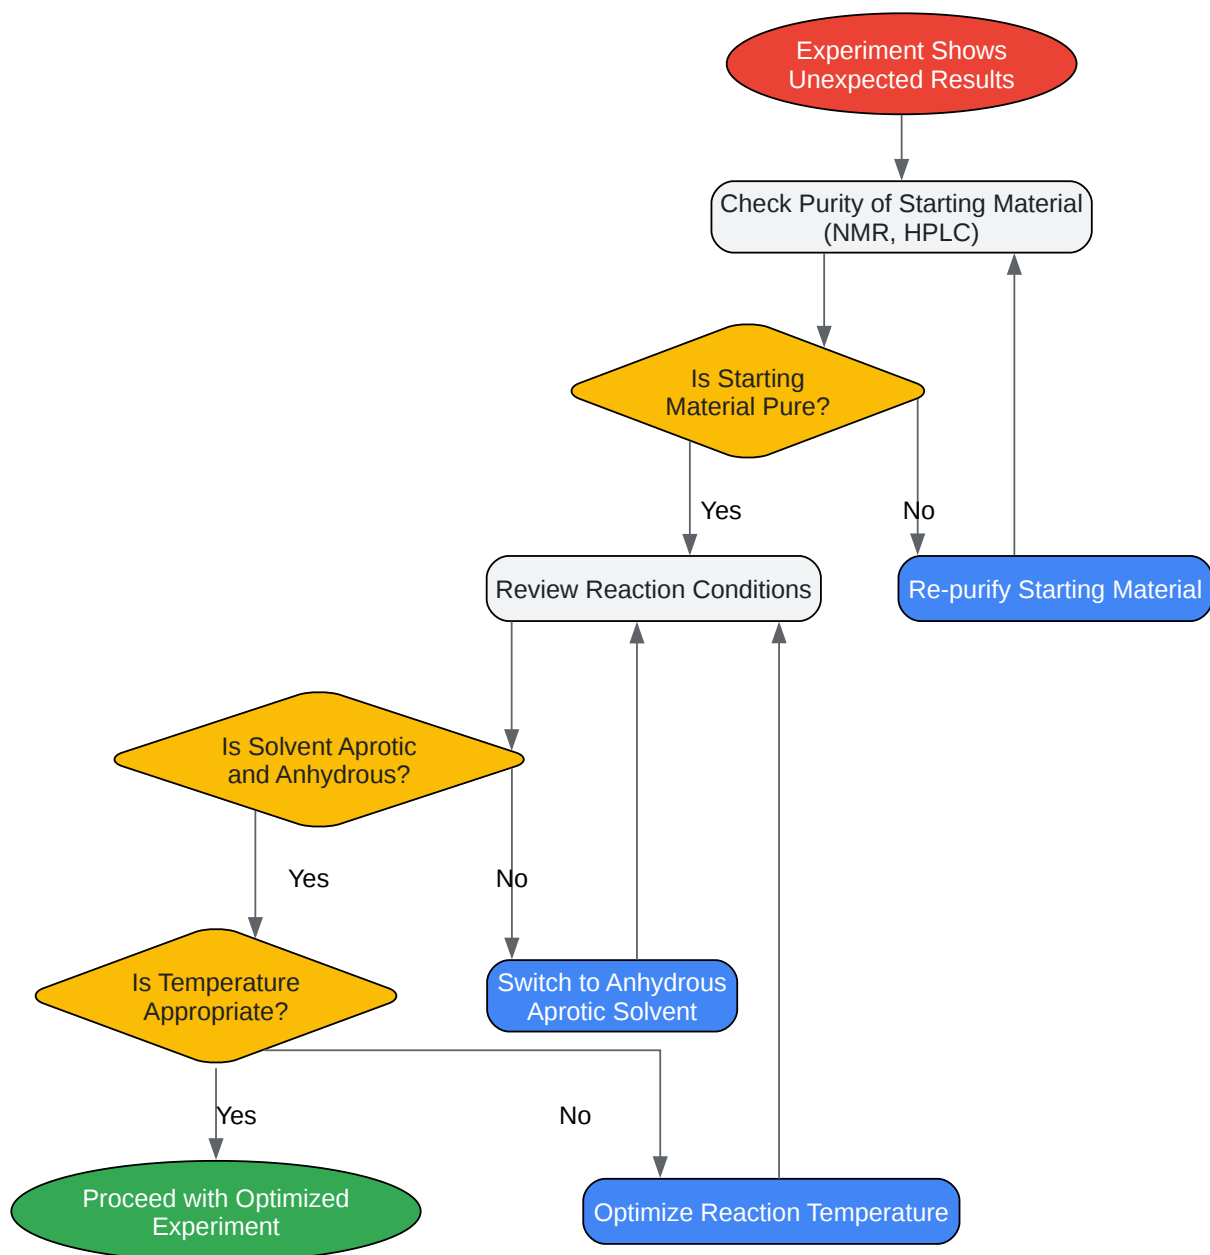 Experiment Shows
Unexpected Results
Check Purity of Starting Material
(NMR, HPLC)
Is Starting
Material Pure?
Yes
No
Review Reaction Conditions
Re-purify Starting Material
Is Solvent Aprotic
and Anhydrous?
Yes
No
Is Temperature
Appropriate?
Switch to Anhydrous
Aprotic Solvent
Yes
No
Proceed with Optimized
Experiment
Optimize Reaction Temperature